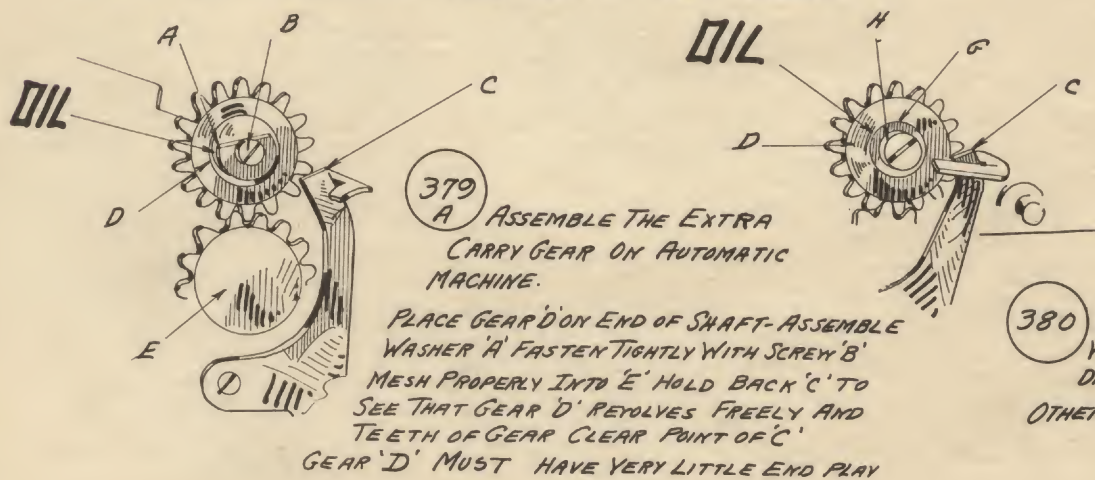 A
B
OIL
C
D
E
H
OIL
G
C
D
379
A
ASSEMBLE THE EXTRA
CARRY GEAR ON AUTOMATIC
MACHINE.
PLACE GEAR 'D' ON END OF SHAFT-ASSEMBLE
WASHER 'A' FASTEN TIGHTLY WITH SCREW 'B'
MESH PROPERLY INTO 'E' HOLD BACK 'C' TO
SEE THAT GEAR 'D' REVOLVES FREELY AND
TEETH OF GEAR CLEAR POINT OF 'C'
GEAR 'D' MUST HAVE VERY LITTLE END PLAY
380
OTHER